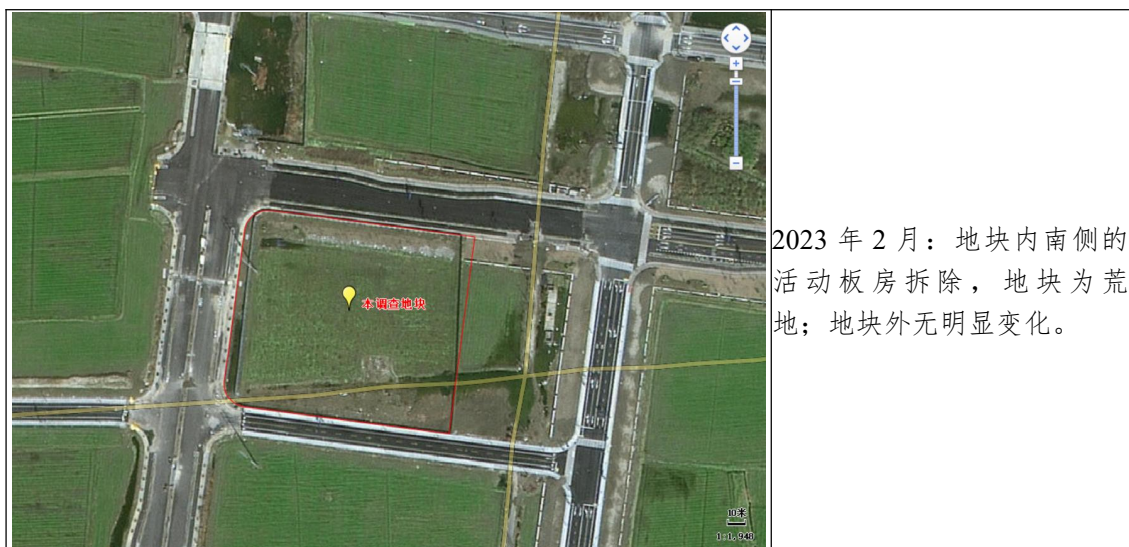 本调查地块
10米
1:1,948
2023 年 2 月：地块内南侧的
活动板房拆除，地块为荒
地；地块外无明显变化。